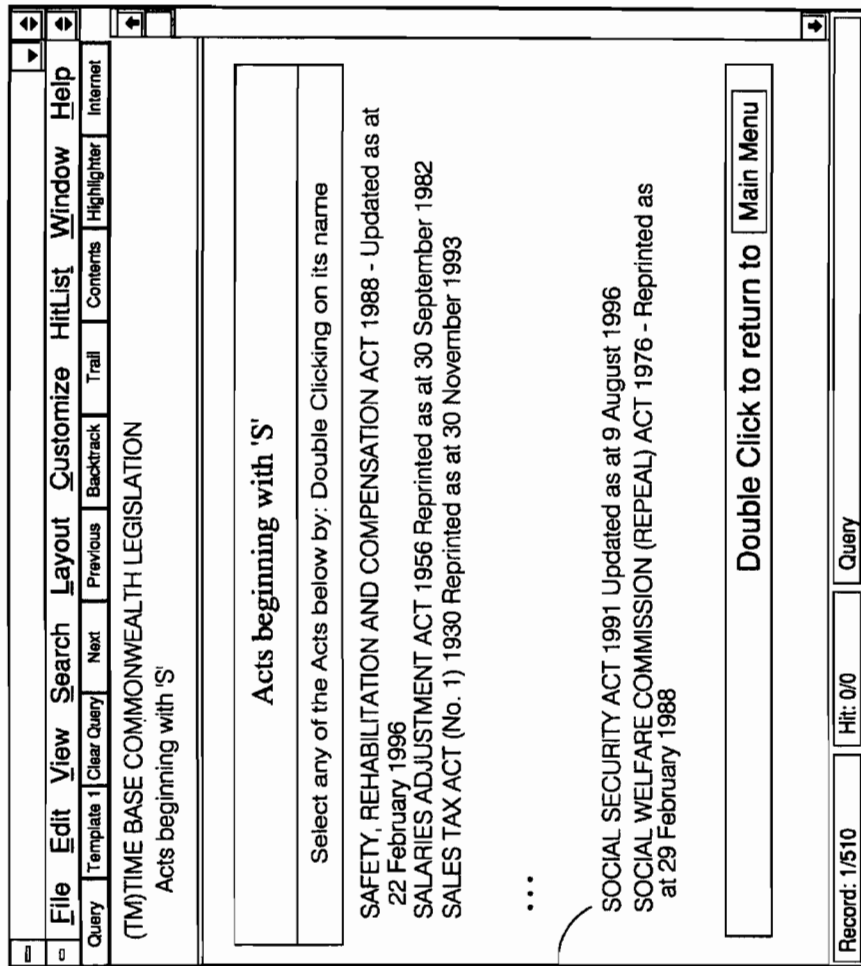 File Edit View Search Layout Customize HitList Window Help
Query Template 1 Clear Query Next Previous Backtrack Trail Contents Highlighter Internet
(TM)TIME BASE COMMONWEALTH LEGISLATION
Acts beginning with 'S'
Acts beginning with 'S'
Select any of the Acts below by: Double Clicking on its name
SAFETY, REHABILITATION AND COMPENSATION ACT 1988 - Updated as at
22 February 1996
SALARIES ADJUSTMENT ACT 1956 Reprinted as at 30 September 1982
SALES TAX ACT (No. 1) 1930 Reprinted as at 30 November 1993
...
SOCIAL SECURITY ACT 1991 Updated as at 9 August 1996
SOCIAL WELFARE COMMISSION (REPEAL) ACT 1976 - Reprinted as
at 29 February 1988
Double Click to return to Main Menu
Record: 1/510 Hit: 0/0 Query